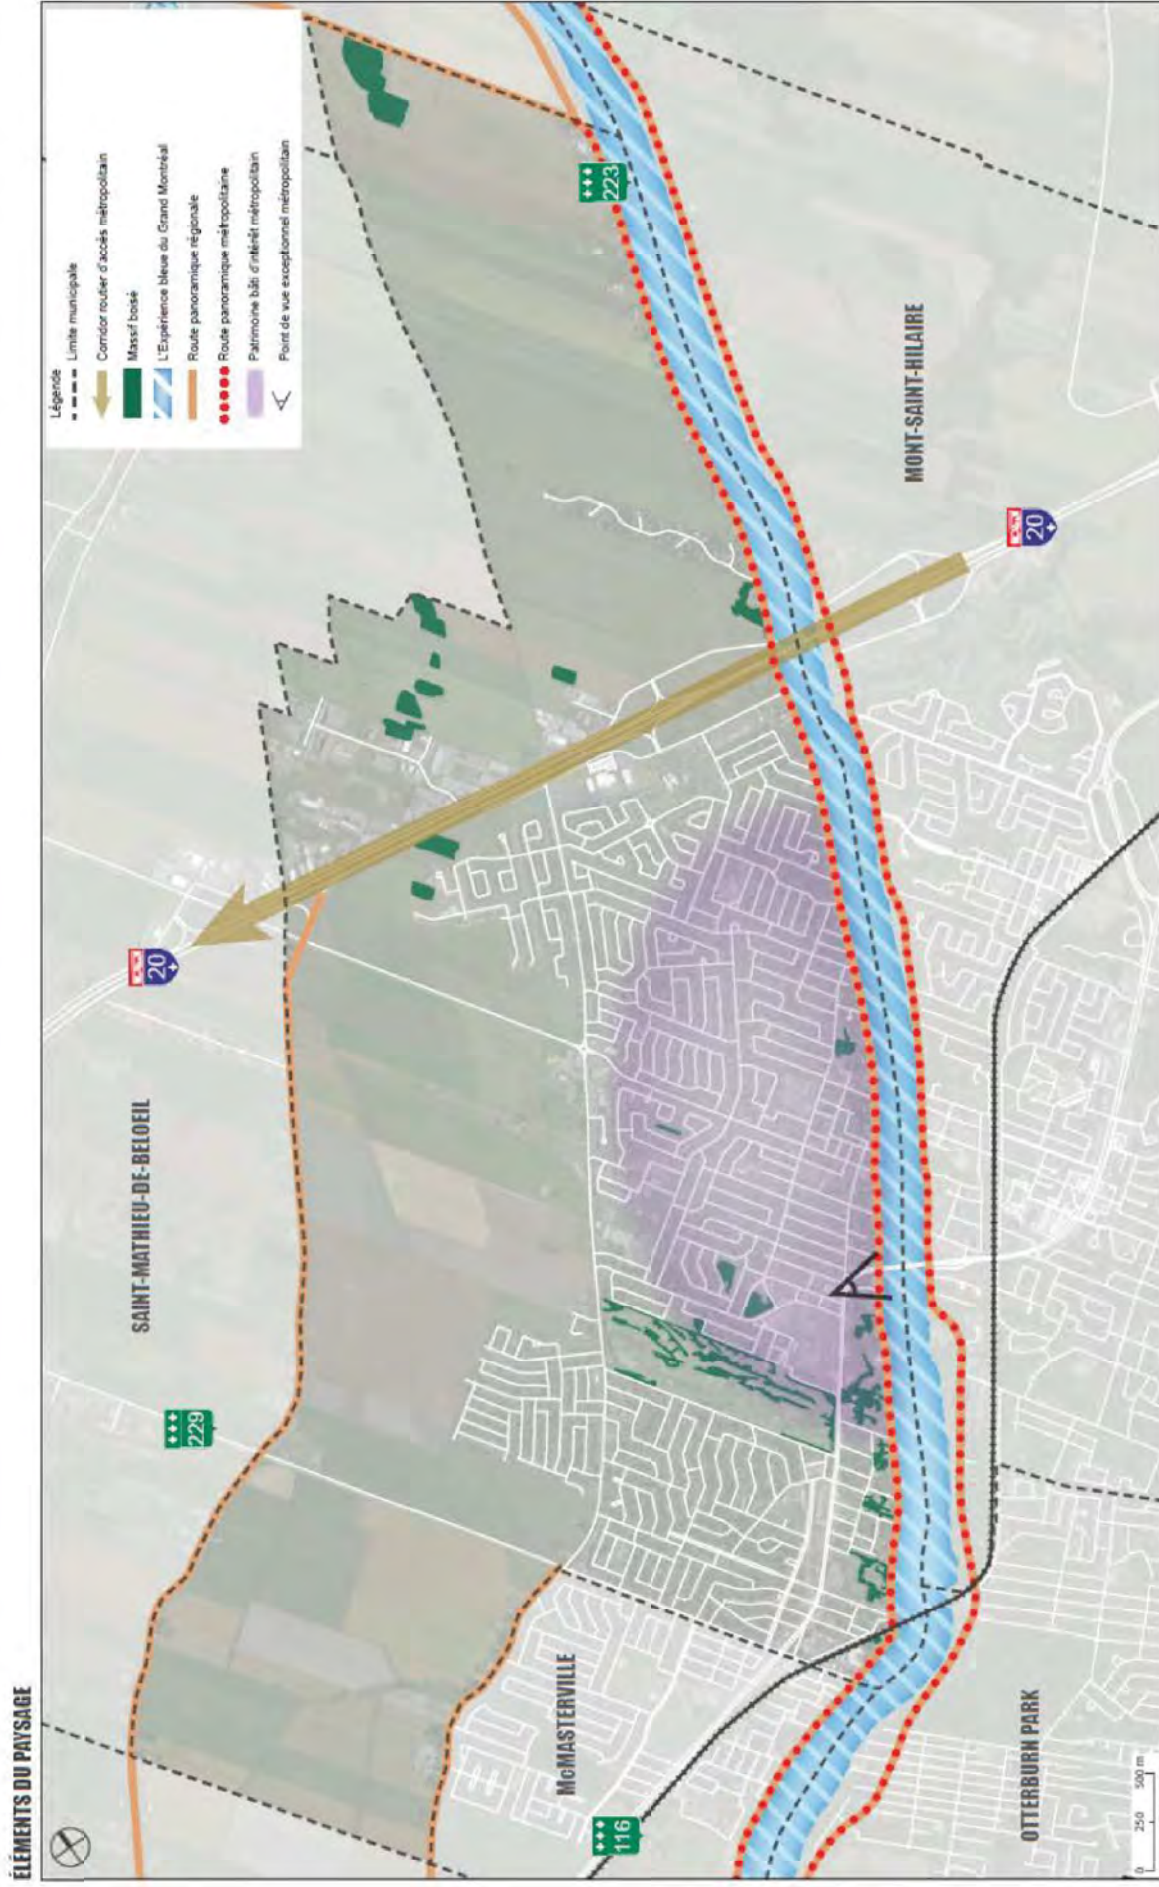 ÉLÉMENTS DU PAYSAGE
Légende
Limite municipale
Corridor routier d'accès métropolitain
Massif boisé
L'Expérience bleue du Grand Montréal
Route panoramique régionale
Route panoramique métropolitaine
Patrimoine bâti d'intérêt métropolitain
Point de vue exceptionnel métropolitain
SAINT-MATHIEU-DE-BELOEIL
MONT-SAINT-HILAIRE
McMASTERVILLE
OTTERBURN PARK
229
20
223
20
116
0 250 500 m